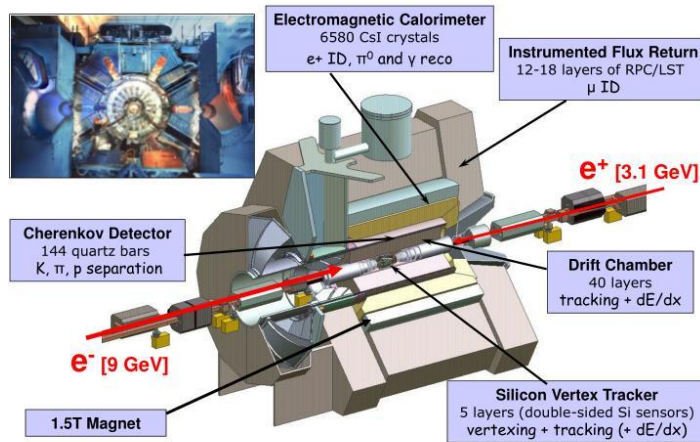 Electromagnetic Calorimeter
6580 CsI crystals
e+ ID, π⁰ and γ reco
Instrumented Flux Return
12-18 layers of RPC/LST
μ ID
e⁺ [3.1 GeV]
Cherenkov Detector
144 quartz bars
K, π, p separation
Drift Chamber
40 layers
tracking + dE/dx
e⁻ [9 GeV]
1.5T Magnet
Silicon Vertex Tracker
5 layers (double-sided Si sensors)
vertexing + tracking (+ dE/dx)